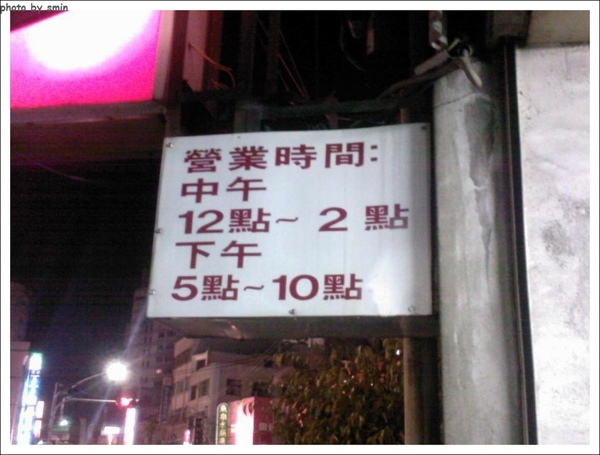 photo by smin
營業時間:
中午
12點~ 2 點
下午
5點~10點